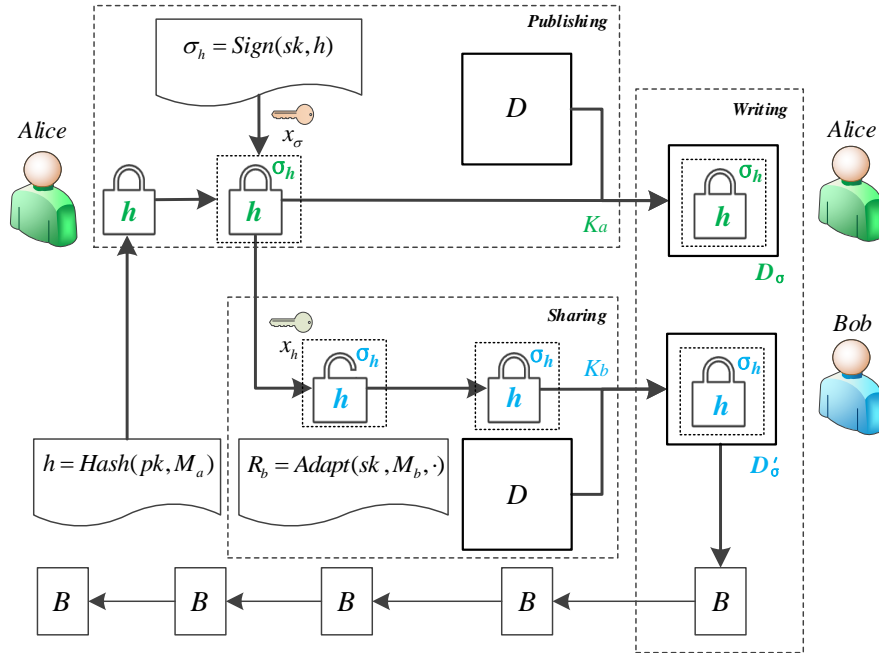 Publishing
σ_h = Sign(sk, h)
D
Writing
Alice
x_σ
Alice
σ_h
h
h
σ_h
h
K_a
D_σ
Sharing
Bob
x_h
σ_h
h
σ_h
h
K_b
σ_h
h
h = Hash(pk, M_a)
R_b = Adapt(sk, M_b, ·)
D
D'_σ
B
B
B
B
B